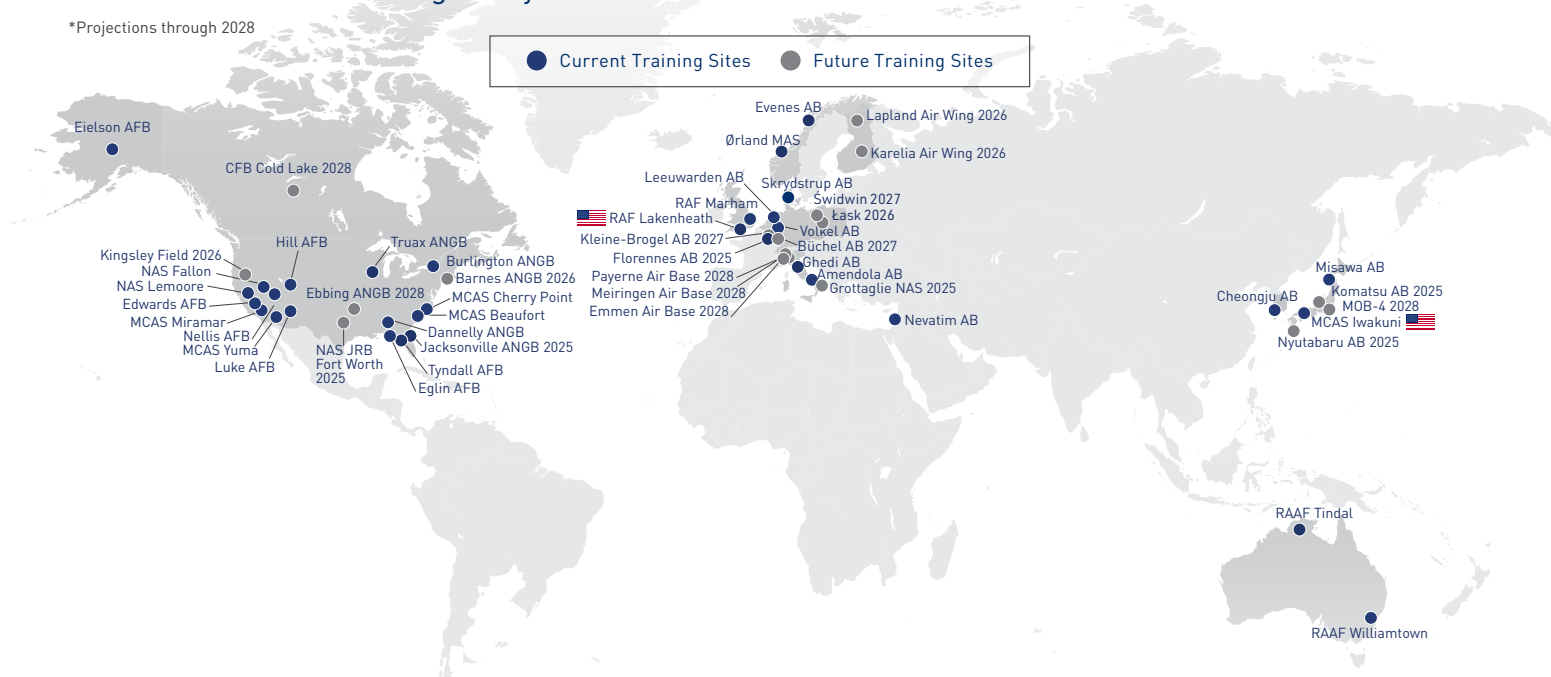 *Projections through 2028
Current Training Sites
Future Training Sites
Eielson AFB
CFB Cold Lake 2028
Hill AFB
Truax ANGB
Kingsley Field 2026
NAS Fallon
NAS Lemoore
Edwards AFB
MCAS Miramar
Nellis AFB
MCAS Yuma
Luke AFB
Ebbing ANGB 2028
NAS JRB
Fort Worth
2025
Burlington ANGB
Barnes ANGB 2026
MCAS Cherry Point
MCAS Beaufort
Dannelly ANGB
Jacksonville ANGB 2025
Tyndall AFB
Eglin AFB
Evenes AB
Lapland Air Wing 2026
Ørland MAS
Karelia Air Wing 2026
Leeuwarden AB
Skrydstrup AB
RAF Marham
Świdwin 2027
RAF Lakenheath
Łask 2026
Volkel AB
Kleine-Brogel AB 2027
Büchel AB 2027
Florennes AB 2025
Ghedi AB
Payerne Air Base 2028
Amendola AB
Meiringen Air Base 2028
Grottaglie NAS 2025
Emmen Air Base 2028
Nevatim AB
Misawa AB
Cheongju AB
Komatsu AB 2025
MOB-4 2028
MCAS Iwakuni
Nyutabaru AB 2025
RAAF Tindal
RAAF Williamtown